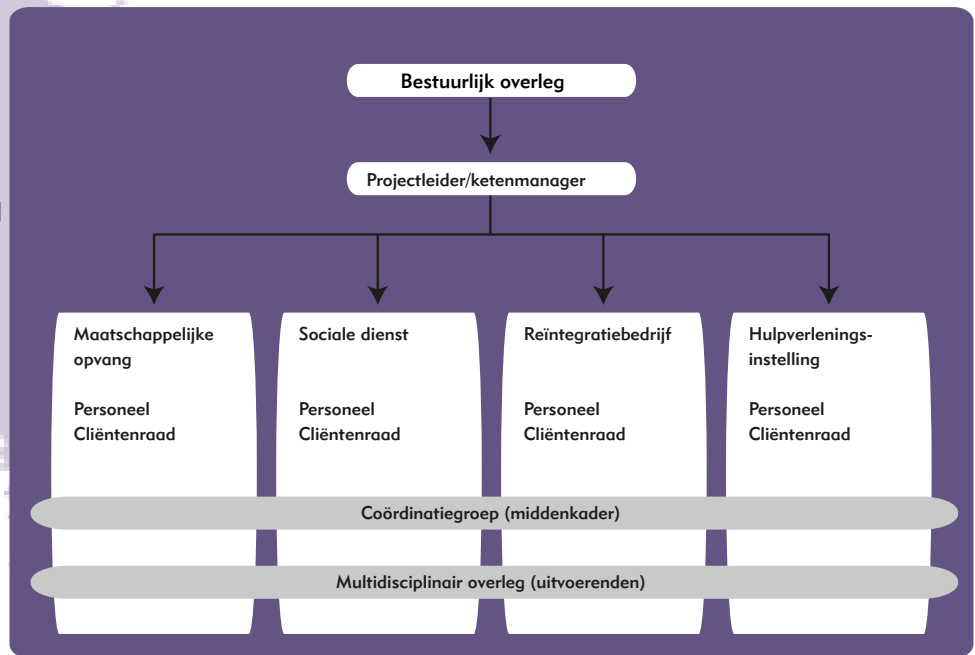 Bestuurlijk overleg
Projectleider/ketenmanager
Maatschappelijke
opvang
Personeel
Cliëntenraad
Sociale dienst
Personeel
Cliëntenraad
Reïntegratiebedrijf
Personeel
Cliëntenraad
Hulpverlenings-
instelling
Personeel
Cliëntenraad
Coördinatiegroep (middenkader)
Multidisciplinair overleg (uitvoerenden)